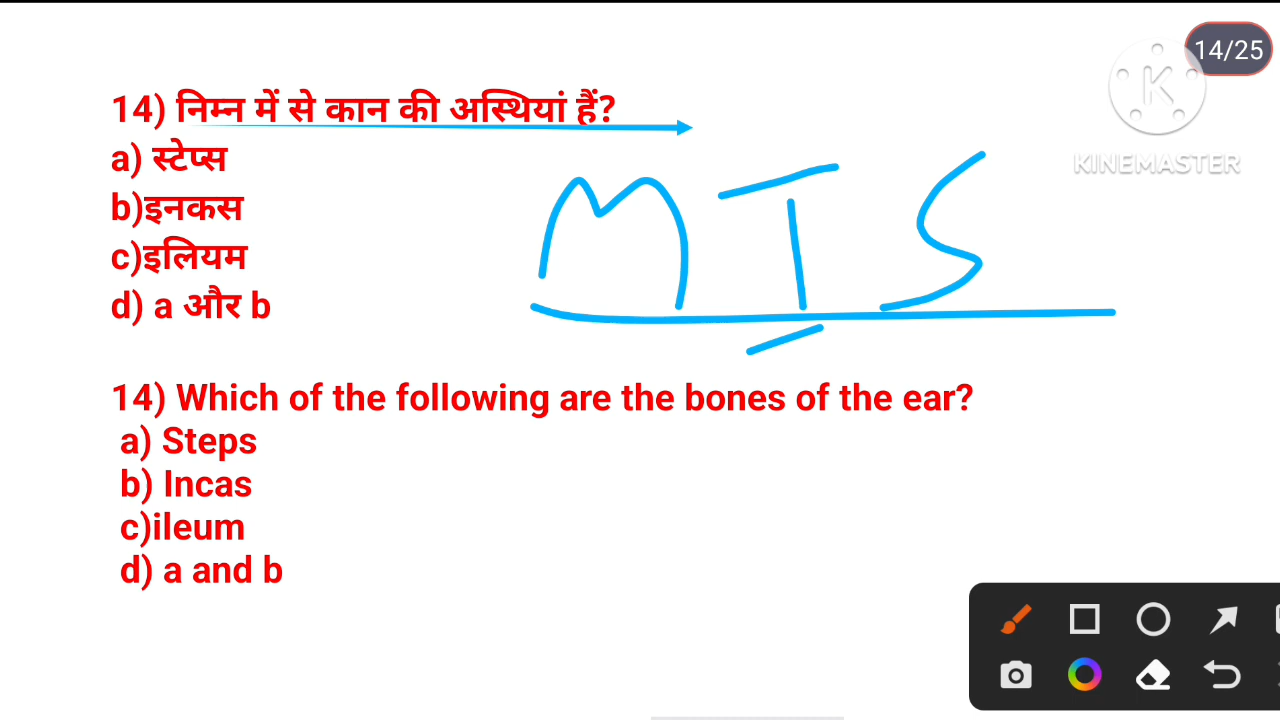 14/25
KINEMASTER
14) निम्न में से कान की अस्थियां हैं?
a) स्टेप्स
b)इनकस
c)इलियम
d) a और b
MIS
14) Which of the following are the bones of the ear?
a) Steps
b) Incas
c)ileum
d) a and b